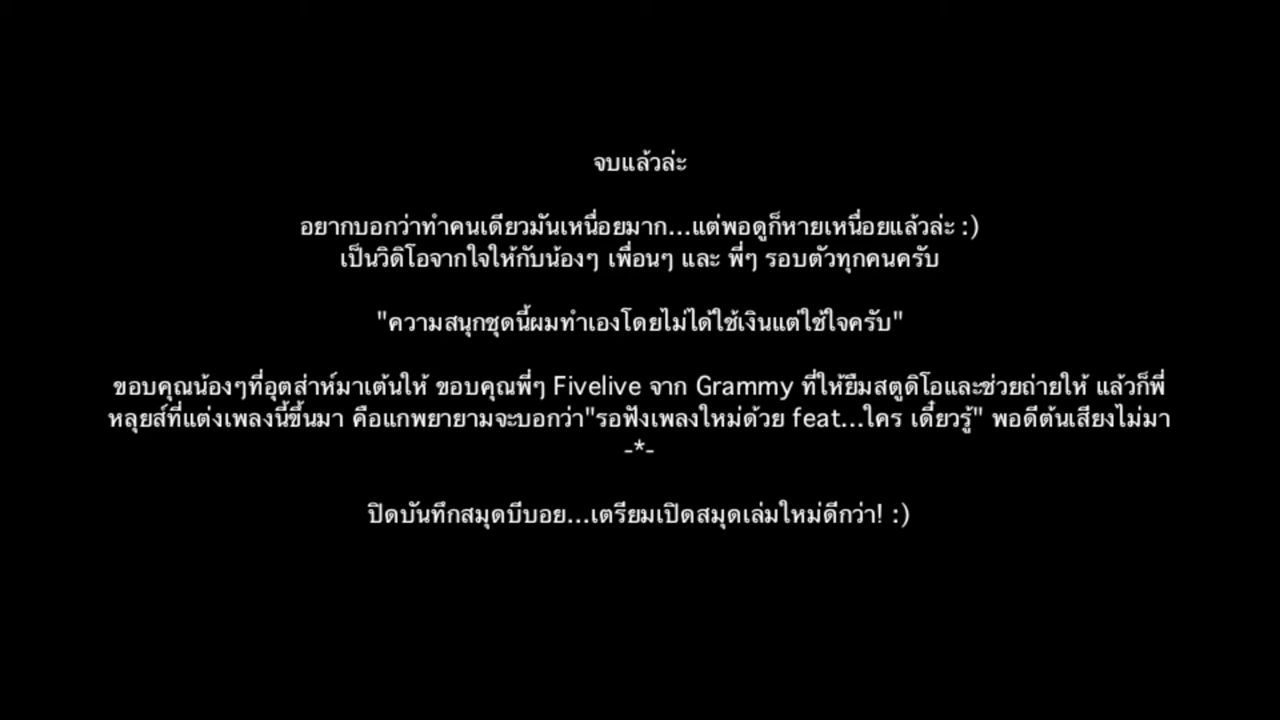 จบแล้วล่ะ
อยากบอกว่าทำคนเดียวมันเหนื่อยมาก...แต่พอดูก็หายเหนื่อยแล้วล่ะ :)
เป็นวิดิโอจากใจให้กับน้องๆ เพื่อนๆ และ พี่ๆ รอบตัวทุกคนครับ
"ความสนุกชุดนี้ผมทำเองโดยไม่ได้ใช้เงินแต่ใช้ใจครับ"
ขอบคุณน้องๆที่อุตส่าห์มาเต้นให้ ขอบคุณพี่ๆ Fivelive จาก Grammy ที่ให้ยืมสตูดิโอและช่วยถ่ายให้ แล้วก็พี่
หลุยส์ที่แต่งเพลงนี้ขึ้นมา คือแกพยายามจะบอกว่า"รอฟังเพลงใหม่ด้วย feat...ใคร เดี๋ยวรู้" พอดีต้นเสียงไม่มา
-*-
ปิดบันทึกสมุดบีบอย...เตรียมเปิดสมุดเล่มใหม่ดีกว่า! :)